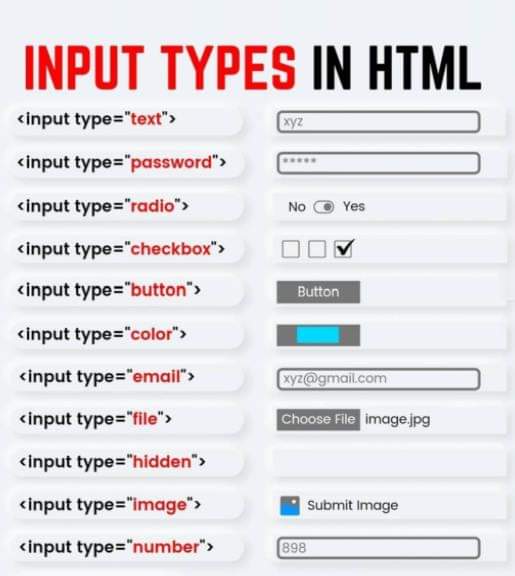 INPUT TYPES IN HTML
<input type="text"> xyz
<input type="password"> *****
<input type="radio"> No Yes
<input type="checkbox">
<input type="button"> Button
<input type="color">
<input type="email"> xyz@gmail.com
<input type="file"> Choose File image.jpg
<input type="hidden">
<input type="image"> Submit Image
<input type="number"> 898